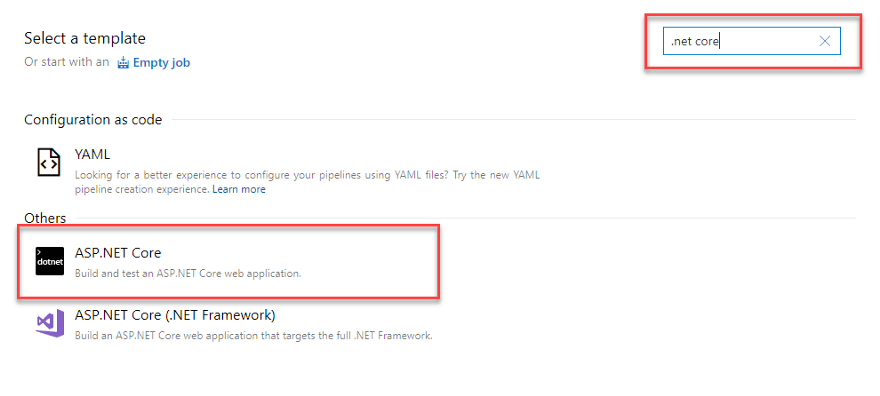 Select a template
.net core
Or start with an Empty job
Configuration as code
YAML
Looking for a better experience to configure your pipelines using YAML files? Try the new YAML
pipeline creation experience. Learn more
Others
dotnet
ASP.NET Core
Build and test an ASP.NET Core web application.
ASP.NET Core (.NET Framework)
Build an ASP.NET Core web application that targets the full .NET Framework.